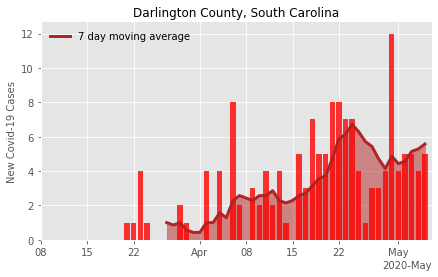 Darlington County, South Carolina
7 day moving average
New Covid-19 Cases
12
10
8
6
4
2
0
08 15 22 Apr 08 15 22 May
2020-May